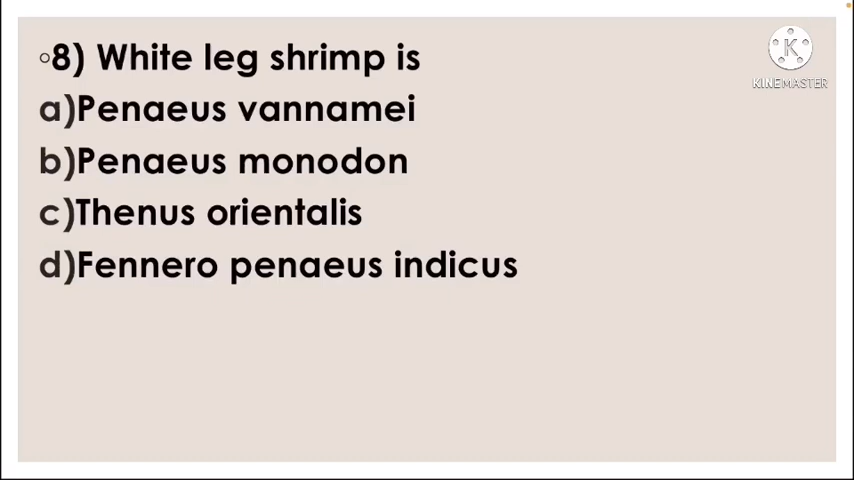 ◦8) White leg shrimp is
a)Penaeus vannamei
b)Penaeus monodon
c)Thenus orientalis
d)Fennero penaeus indicus
K
KINEMASTER